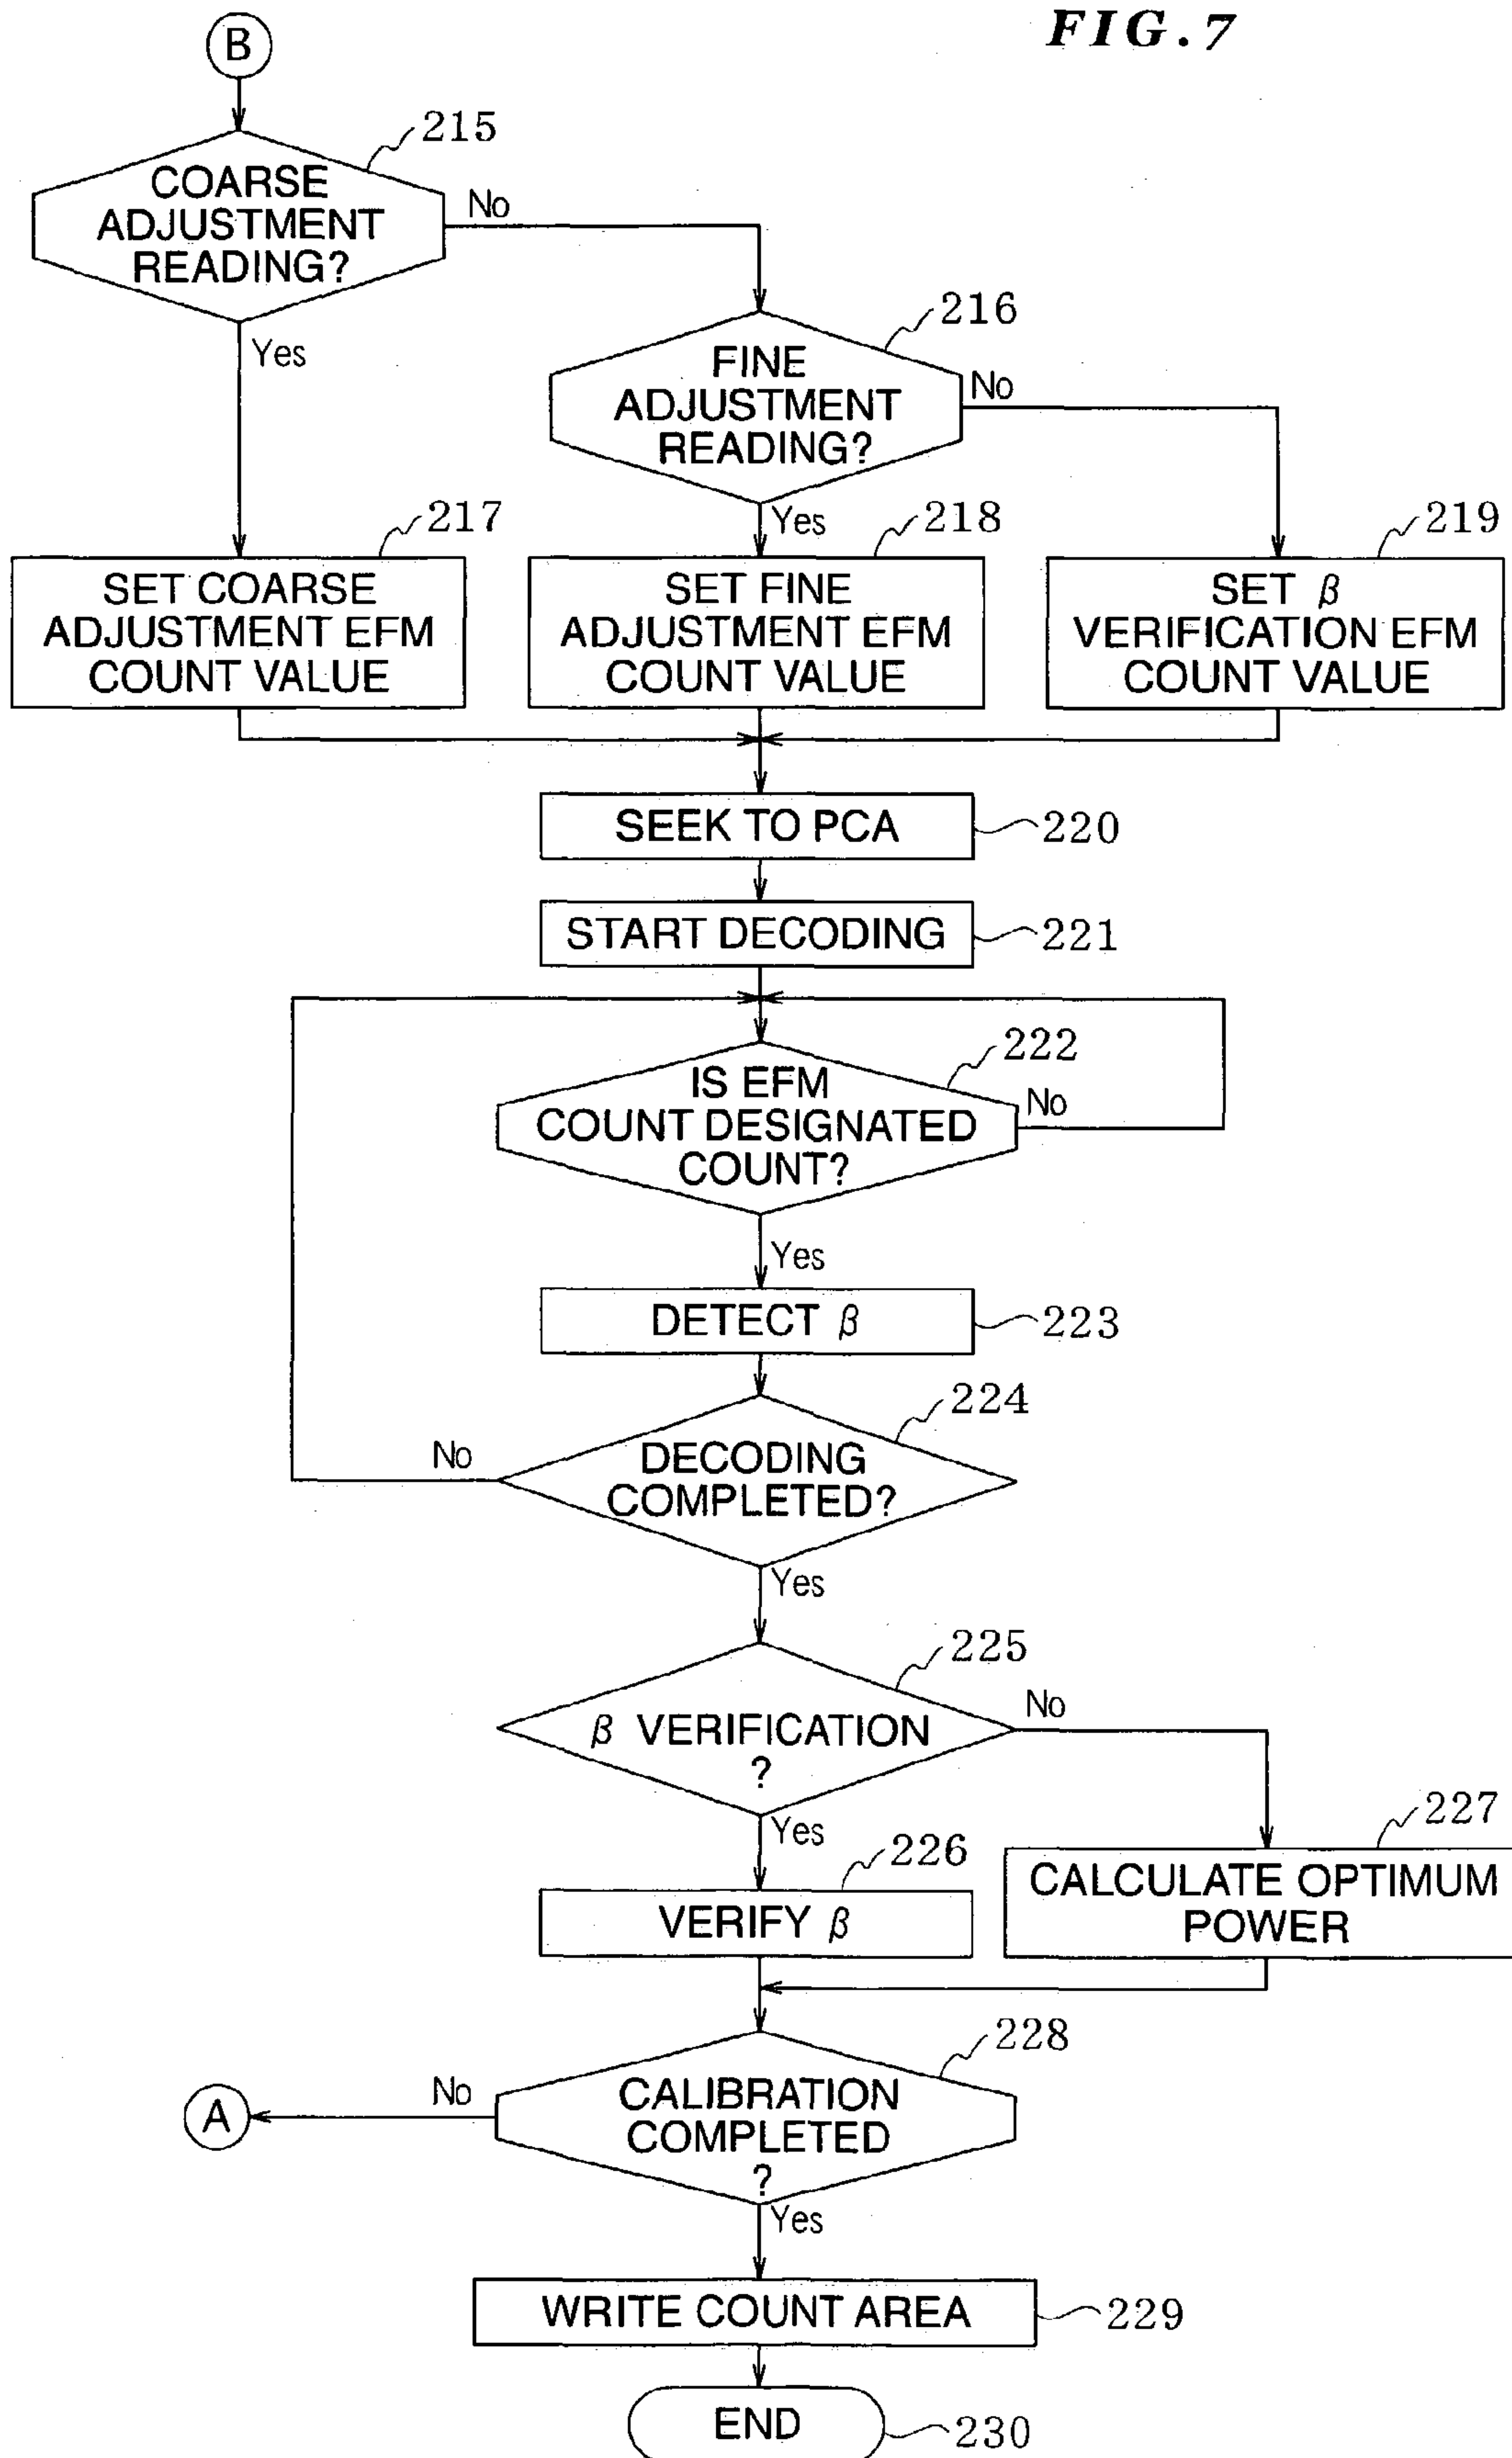 FIG. 7
B
215
COARSE
ADJUSTMENT
READING?
No
Yes
216
FINE
ADJUSTMENT
READING?
No
Yes
217
SET COARSE
ADJUSTMENT EFM
COUNT VALUE
218
SET FINE
ADJUSTMENT EFM
COUNT VALUE
219
SET β
VERIFICATION EFM
COUNT VALUE
SEEK TO PCA
220
START DECODING
221
222
IS EFM
COUNT DESIGNATED
COUNT?
No
Yes
DETECT β
223
224
DECODING
COMPLETED?
No
Yes
225
β VERIFICATION
?
No
Yes
226
VERIFY β
227
CALCULATE OPTIMUM
POWER
228
CALIBRATION
COMPLETED
?
No
A
Yes
WRITE COUNT AREA
229
END
230